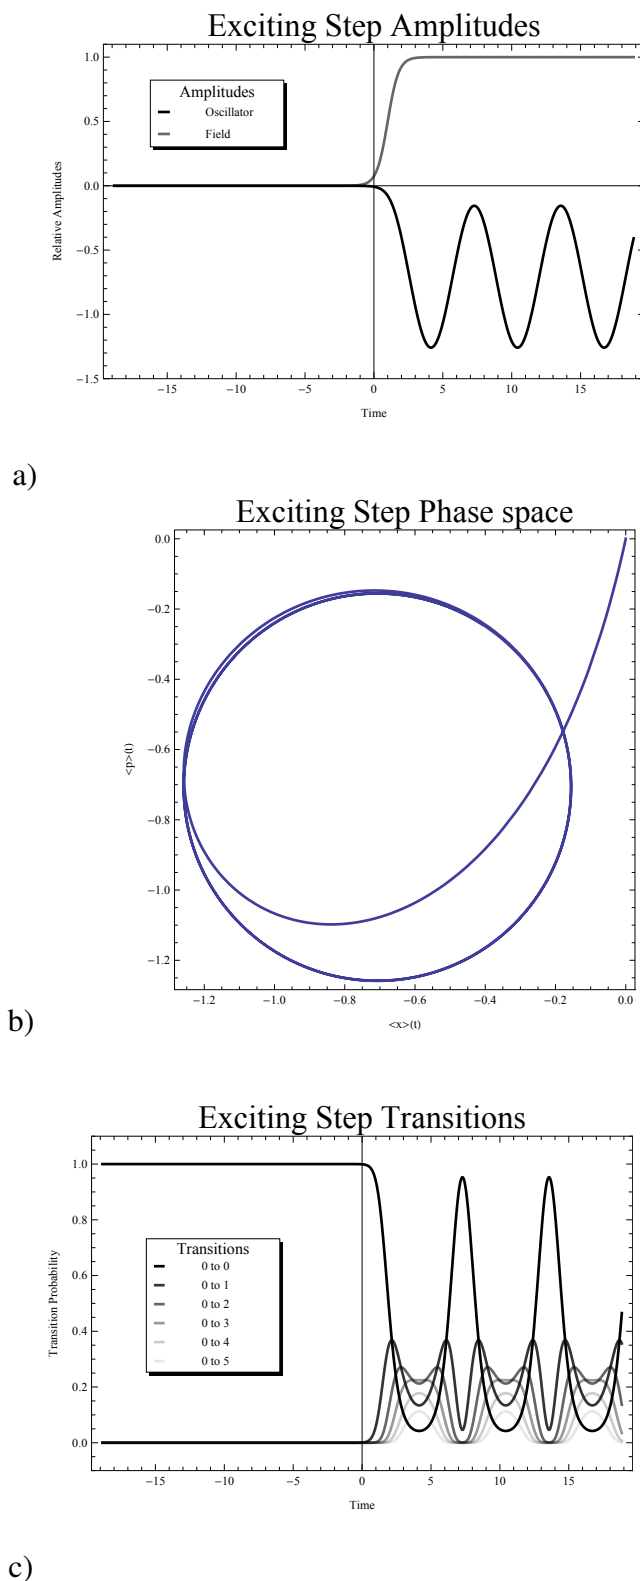 Exciting Step Amplitudes
1.0
0.5
0.0
−0.5
−1.0
−1.5
Relative Amplitudes
Amplitudes
Oscillator
Field
−15 −10 −5 0 5 10 15
Time
a)
Exciting Step Phase space
0.0
−0.2
−0.4
−0.6
−0.8
−1.0
−1.2
<p>(t)
−1.2 −1.0 −0.8 −0.6 −0.4 −0.2 0.0
<x>(t)
b)
Exciting Step Transitions
1.0
0.8
0.6
0.4
0.2
0.0
Transition Probability
Transitions
0 to 0
0 to 1
0 to 2
0 to 3
0 to 4
0 to 5
−15 −10 −5 0 5 10 15
Time
c)